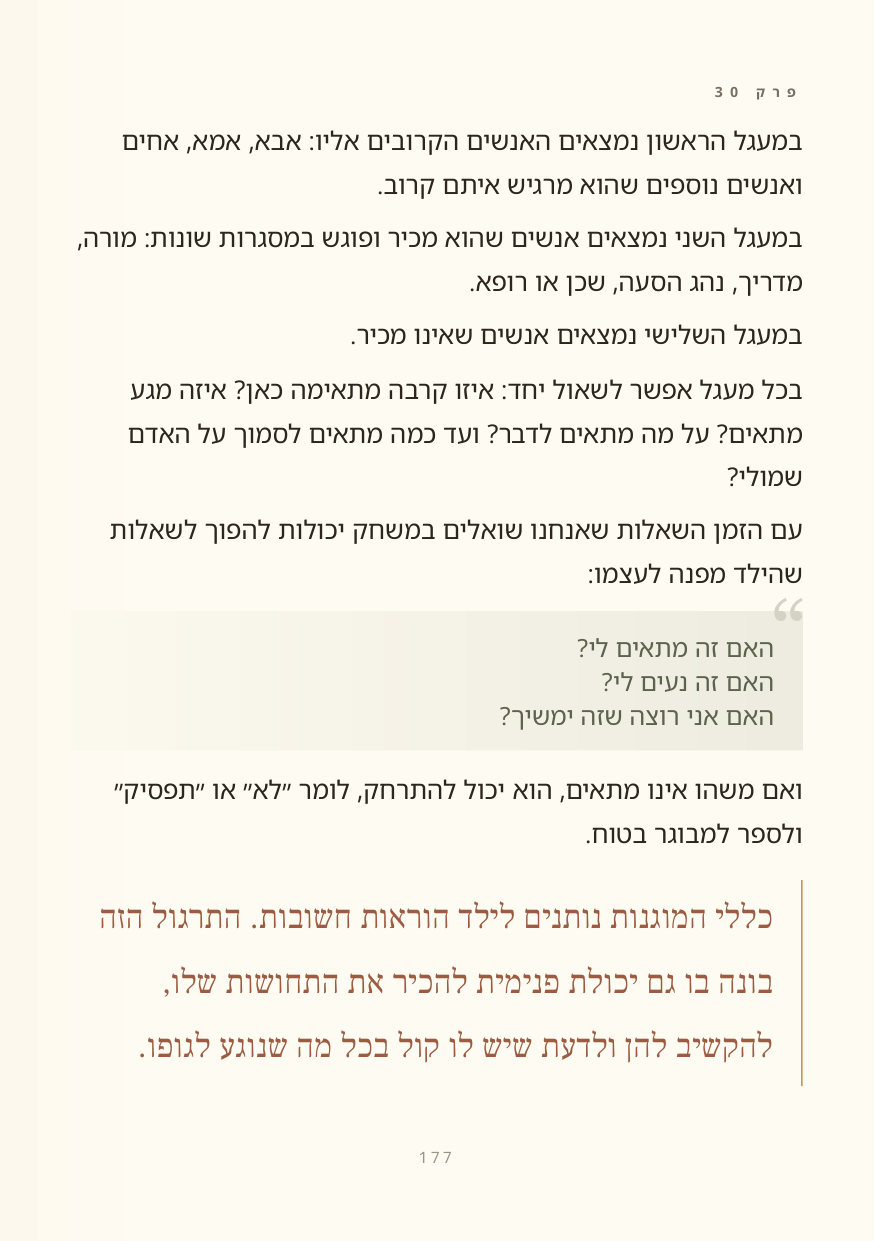 פרק 30
במעגל הראשון נמצאים האנשים הקרובים אליו: אבא, אמא, אחים
ואנשים נוספים שהוא מרגיש איתם קרוב.
במעגל השני נמצאים אנשים שהוא מכיר ופוגש במסגרות שונות: מורה,
מדריך, נהג הסעה, שכן או רופא.
במעגל השלישי נמצאים אנשים שאינו מכיר.
בכל מעגל אפשר לשאול יחד: איזו קרבה מתאימה כאן? איזה מגע
מתאים? על מה מתאים לדבר? ועד כמה מתאים לסמוך על האדם
שמולי?
עם הזמן השאלות שאנחנו שואלים במשחק יכולות להפוך לשאלות
שהילד מפנה לעצמו:
“
האם זה מתאים לי?
האם זה נעים לי?
האם אני רוצה שזה ימשיך?
ואם משהו אינו מתאים, הוא יכול להתרחק, לומר ״לא״ או ״תפסיק״
ולספר למבוגר בטוח.
כללי המוגנות נותנים לילד הוראות חשובות. התרגול הזה
בונה בו גם יכולת פנימית להכיר את התחושות שלו,
להקשיב להן ולדעת שיש לו קול בכל מה שנוגע לגופו.
177